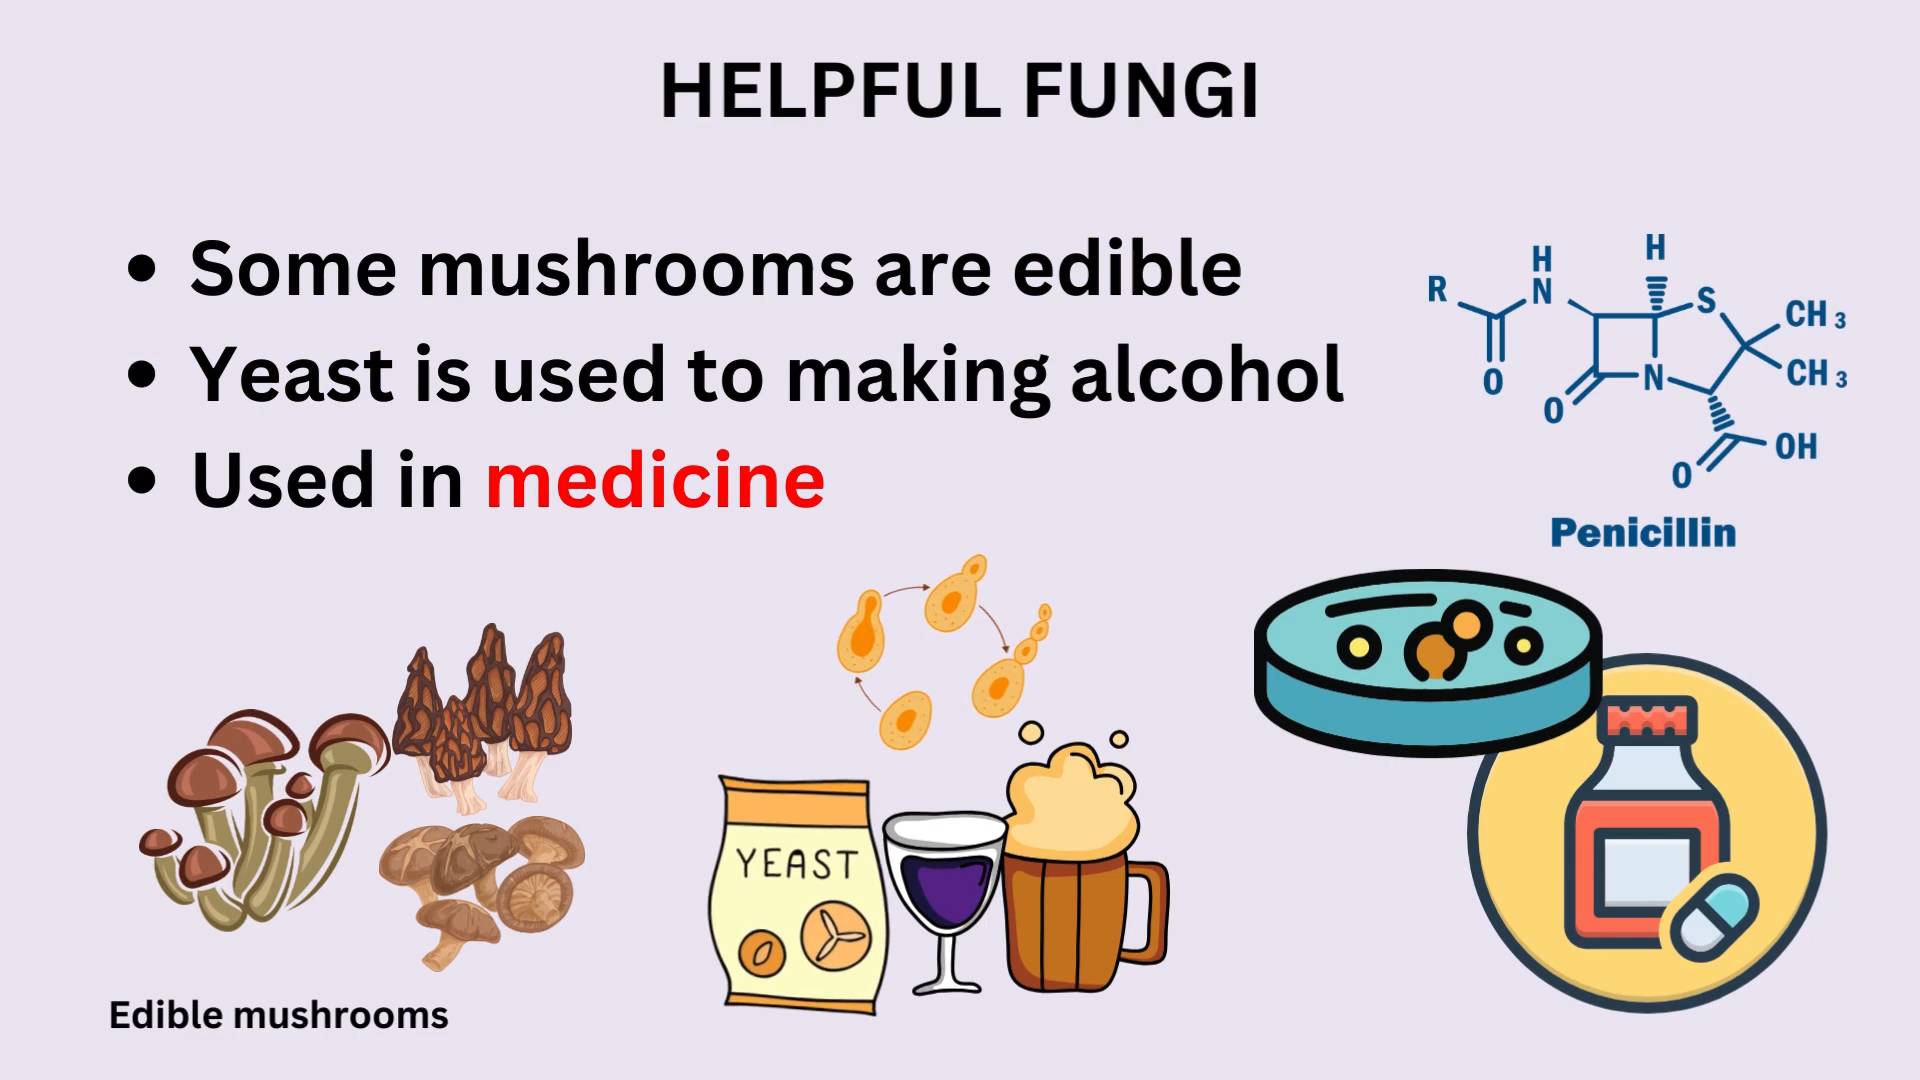 HELPFUL FUNGI
• Some mushrooms are edible
• Yeast is used to making alcohol
• Used in medicine
H
H
R
N
S
CH3
O
N
CH3
O
OH
O
Penicillin
YEAST
Edible mushrooms